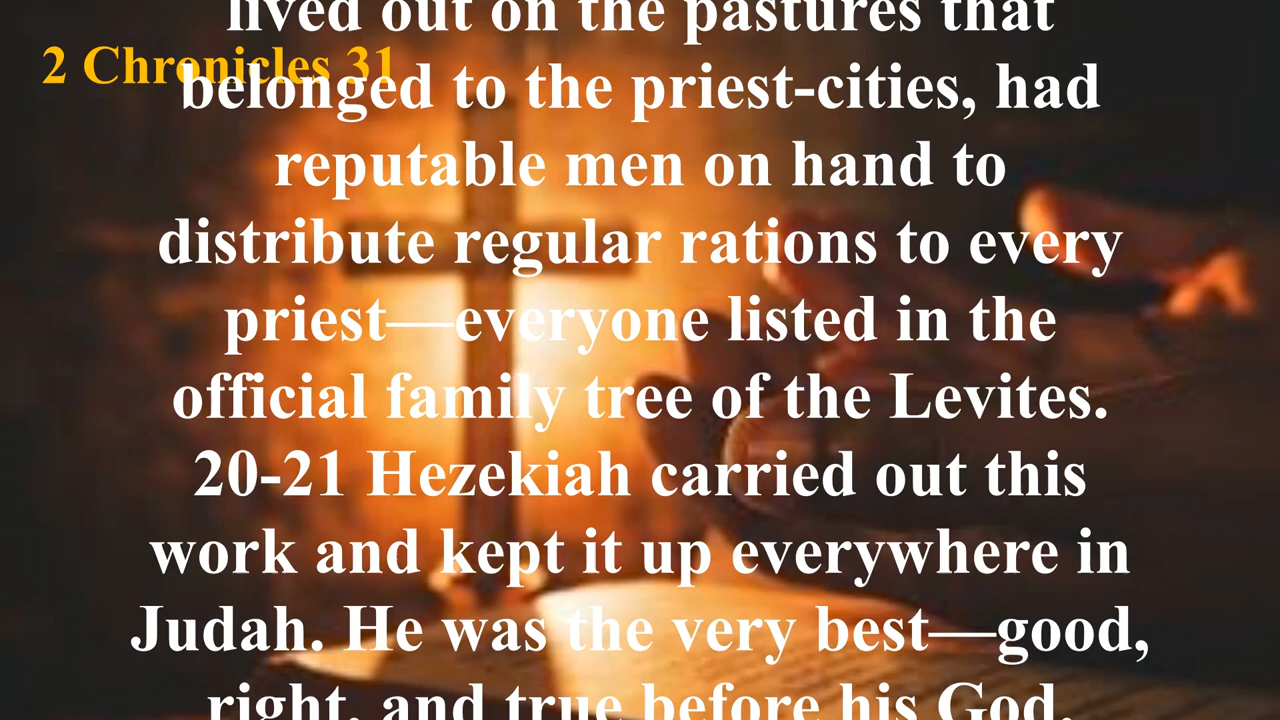 lived out on the pastures that
2 Chronicles 31
belonged to the priest-cities, had
reputable men on hand to
distribute regular rations to every
priest—everyone listed in the
official family tree of the Levites.
20-21 Hezekiah carried out this
work and kept it up everywhere in
Judah. He was the very best—good,
right, and true before his God.